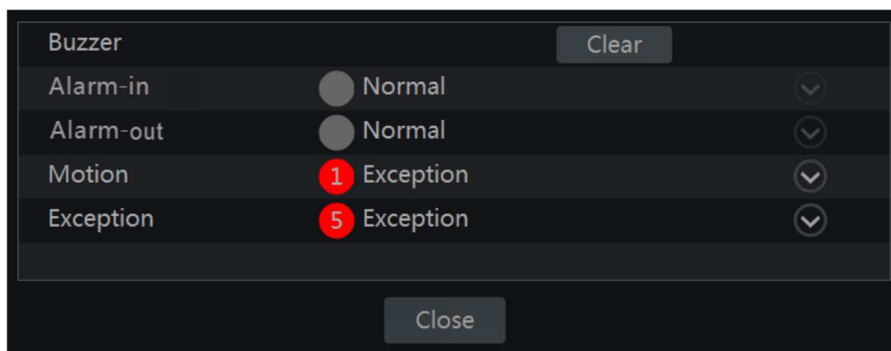 Buzzer Clear
Alarm-in Normal
Alarm-out Normal
Motion 1 Exception
Exception 5 Exception
Close